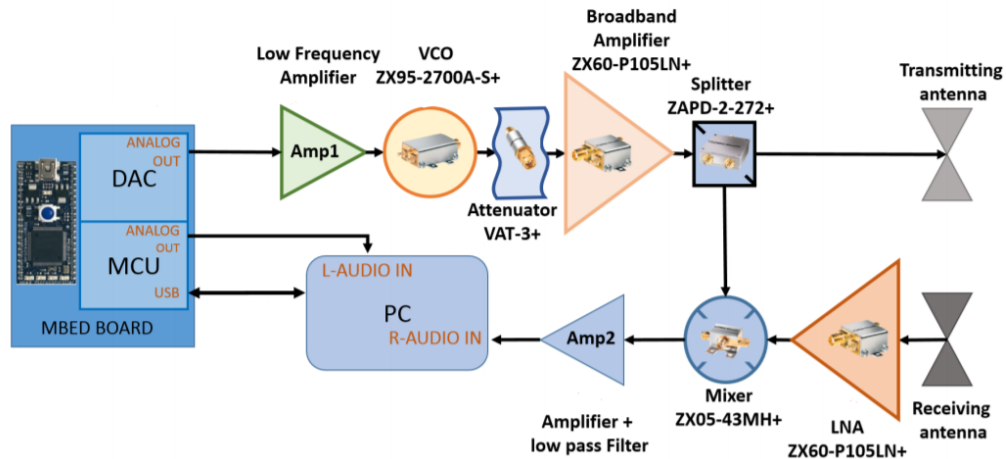 Broadband
Amplifier
ZX60-P105LN+
VCO
ZX95-2700A-S+
Low Frequency
Amplifier
Splitter
ZAPD-2-272+
Transmitting
antenna
ANALOG
OUT
DAC
Amp1
Attenuator
VAT-3+
ANALOG
OUT
MCU
USB
MBED BOARD
L-AUDIO IN
PC
R-AUDIO IN
Amp2
Amplifier +
low pass Filter
Mixer
ZX05-43MH+
LNA
ZX60-P105LN+
Receiving
antenna